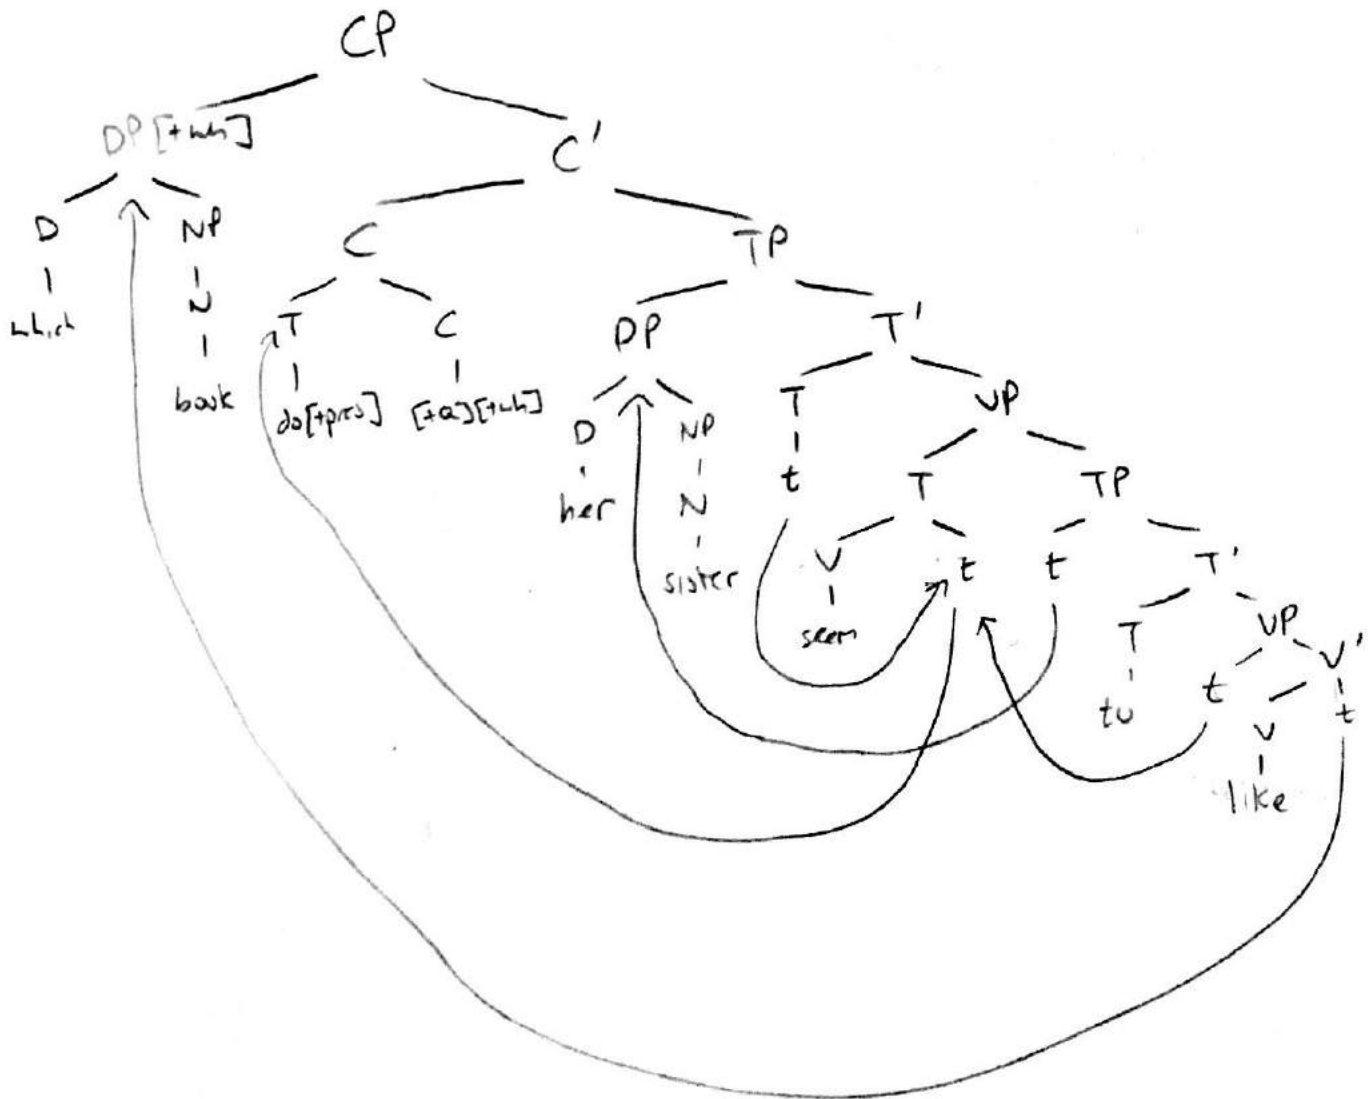 CP
DP [+wh]
C'
D
NP
C
TP
which
N
T
C
DP
T'
book
do[+pres]
[+Q][+wh]
D
NP
T
VP
her
N
t
T
TP
sister
V
t
t
T'
seem
T
VP
to
t
V'
V
t
like